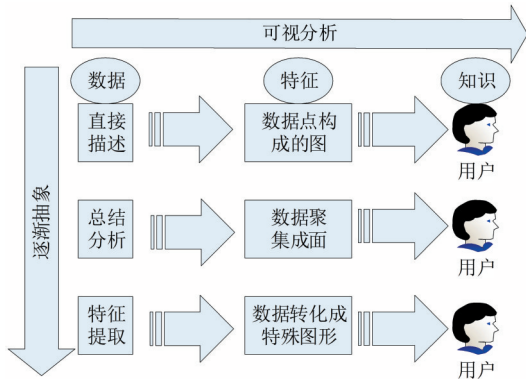 可视分析
数据
特征
知识
直接
描述
数据点构
成的图
用户
逐渐抽象
总结
分析
数据聚
集成面
用户
特征
提取
数据转化成
特殊图形
用户